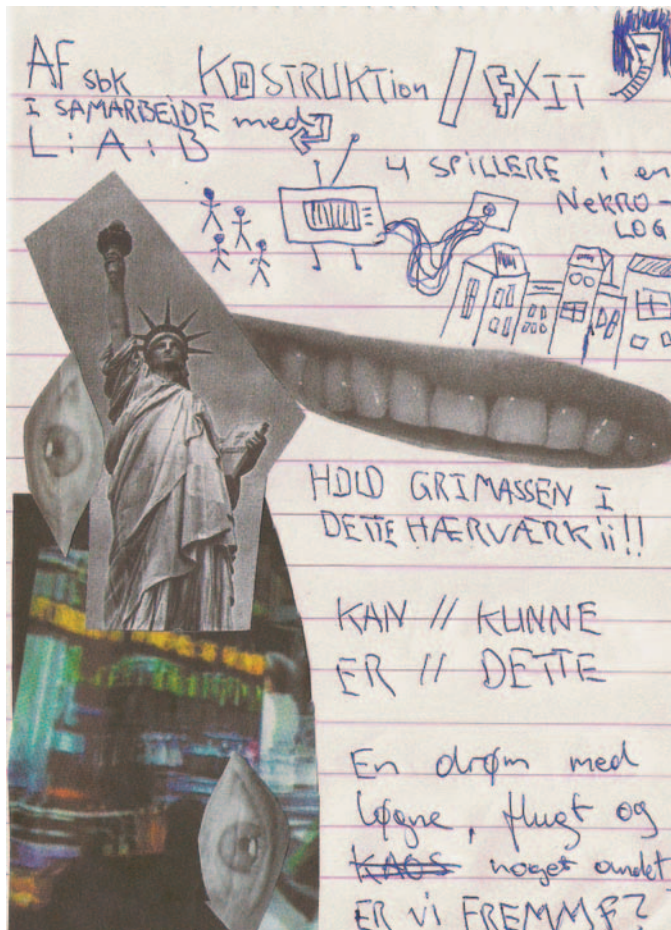 AF sbK KOSTRUKTion / EXIT
I SAMARBEJDE med
L : A : B
4 SPILLERE i en
NEKRO-
LOG
HOLD GRIMASSEN I
DETTE HÆRVÆRK ¡¡!!
KAN // KUNNE
ER // DETTE
En drøm med
løgne, flugt og
KAOS noget andet
ER VI FREMME?